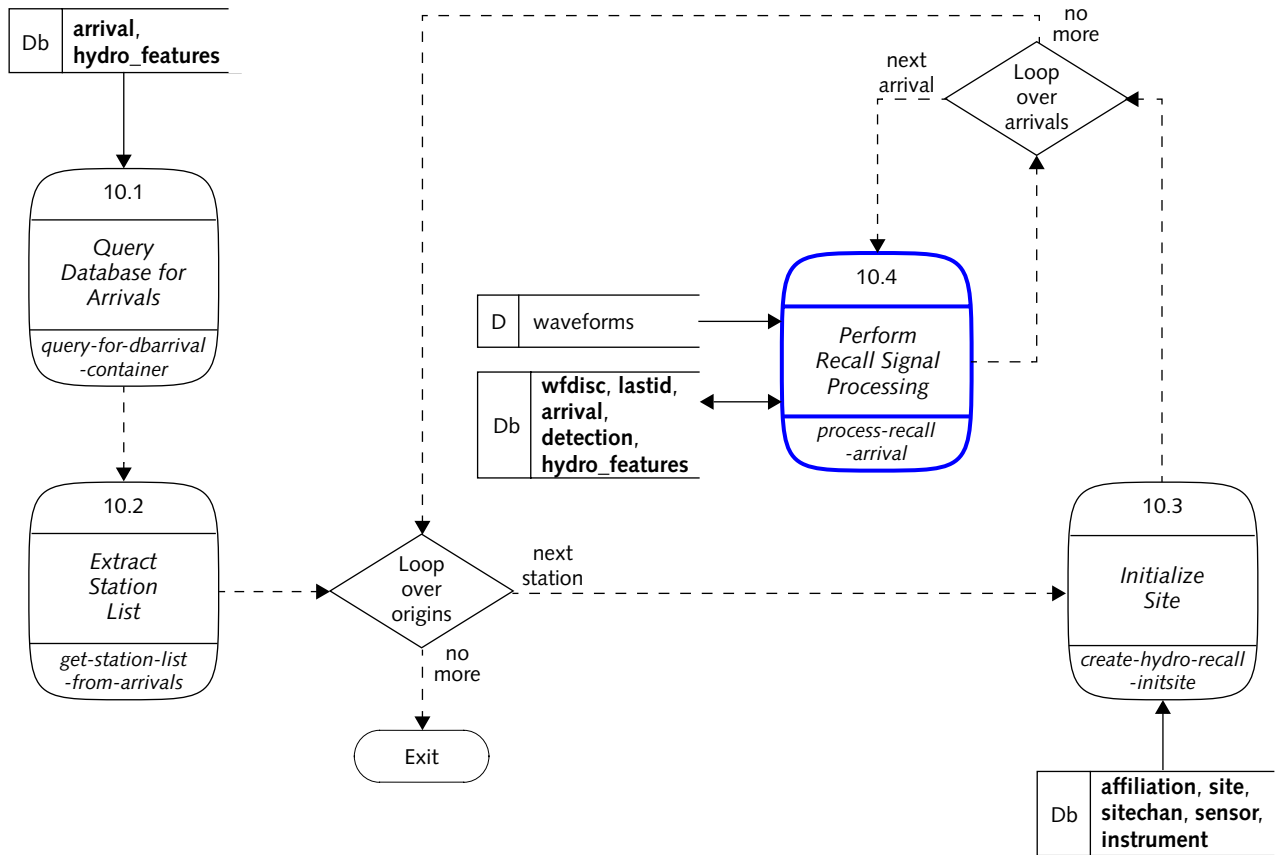 Db
arrival,
hydro_features
10.1
Query
Database for
Arrivals
query-for-dbarrival
-container
10.2
Extract
Station
List
get-station-list
-from-arrivals
Loop
over
origins
next
station
no
more
Exit
10.3
Initialize
Site
create-hydro-recall
-initsite
Db
affiliation, site,
sitechan, sensor,
instrument
Loop
over
arrivals
no
more
next
arrival
10.4
Perform
Recall Signal
Processing
process-recall
-arrival
D
waveforms
Db
wfdisc, lastid,
arrival,
detection,
hydro_features